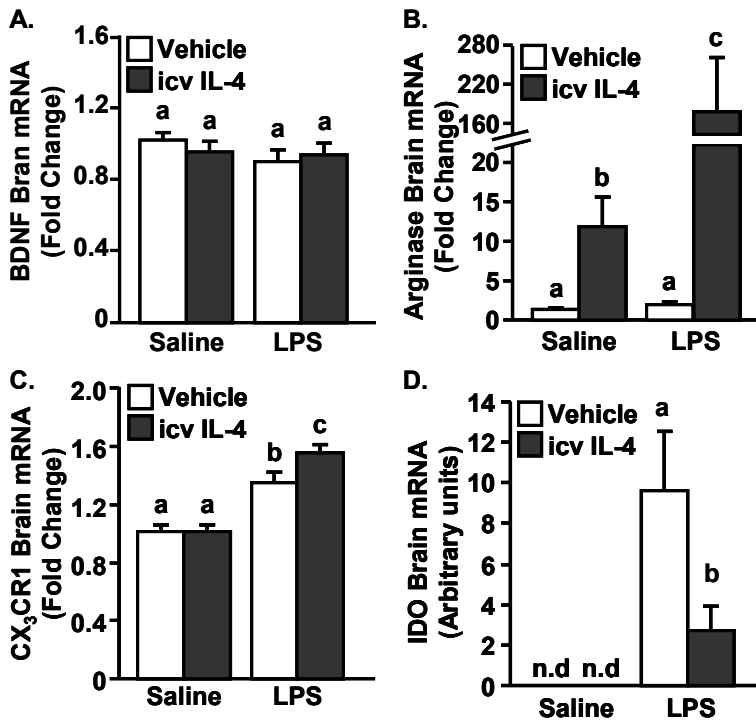 A.
BDNF Bran mRNA
(Fold Change)
1.6
1.2
0.8
0.4
0
Vehicle
icv IL-4
a
a
a
a
Saline
LPS
B.
Arginase Brain mRNA
(Fold Change)
280
220
160
20
15
10
5
0
Vehicle
icv IL-4
a
b
a
c
Saline
LPS
C.
CX3CR1 Brain mRNA
(Fold Change)
2.0
1.6
1.2
0.8
0.4
0
Vehicle
icv IL-4
a
a
b
c
Saline
LPS
D.
IDO Brain mRNA
(Arbitrary units)
14
12
10
8
6
4
2
0
Vehicle
icv IL-4
n.d
n.d
a
b
Saline
LPS